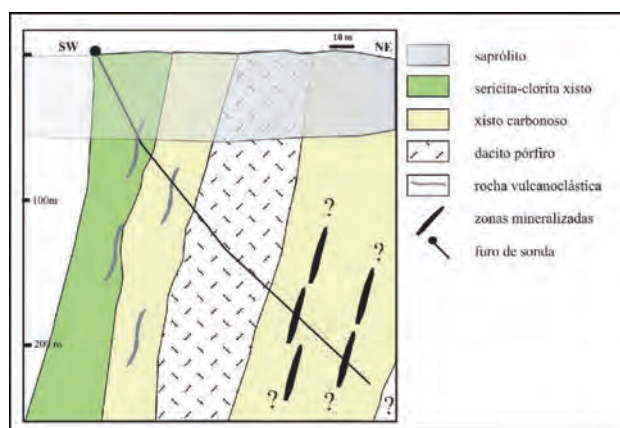 SW
10 m
NE
100m
200 m
?
?
?
?
?
saprólito
sericita-clorita xisto
xisto carbonoso
dacito pórfiro
rocha vulcanoclástica
zonas mineralizadas
furo de sonda